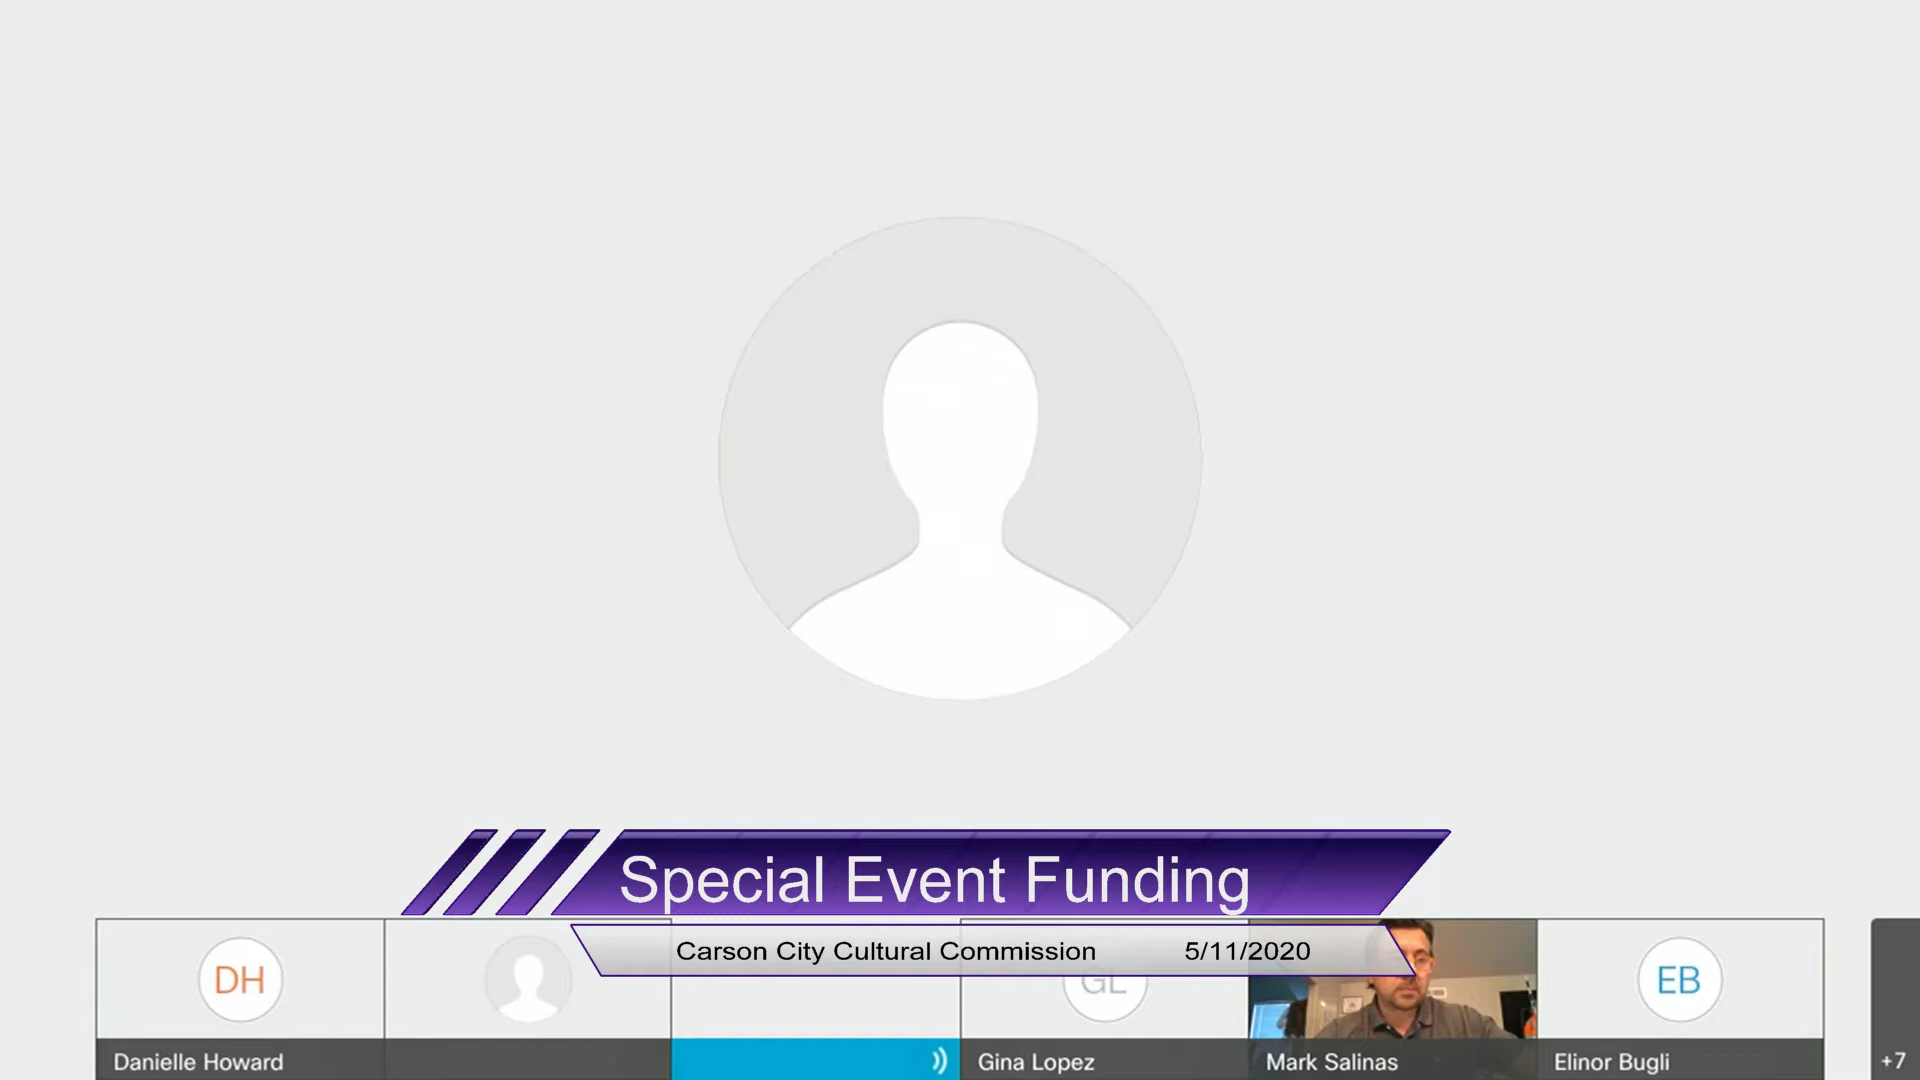 Special Event Funding
Carson City Cultural Commission 5/11/2020
DH
GL
EB
Danielle Howard
Gina Lopez
Mark Salinas
Elinor Bugli
+7